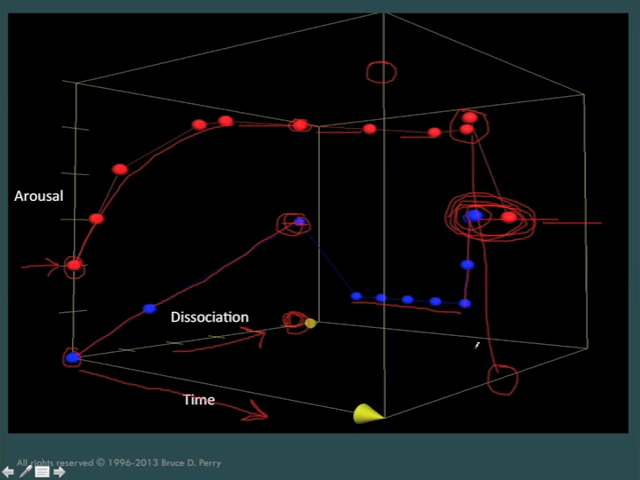 Arousal
Dissociation
Time
All rights reserved © 1996-2013 Bruce D. Perry